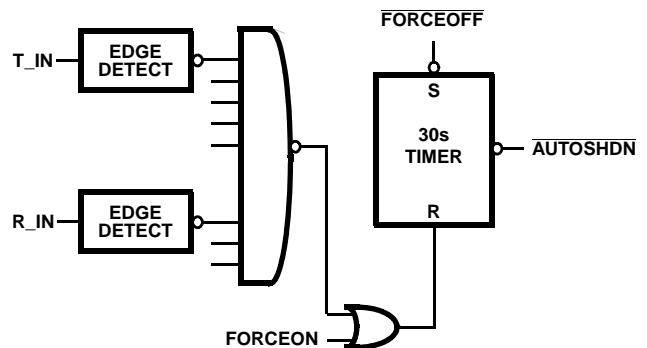 FORCEOFF
T_IN
EDGE
DETECT
S
30s
TIMER
AUTOSHDN
R_IN
EDGE
DETECT
R
FORCEON